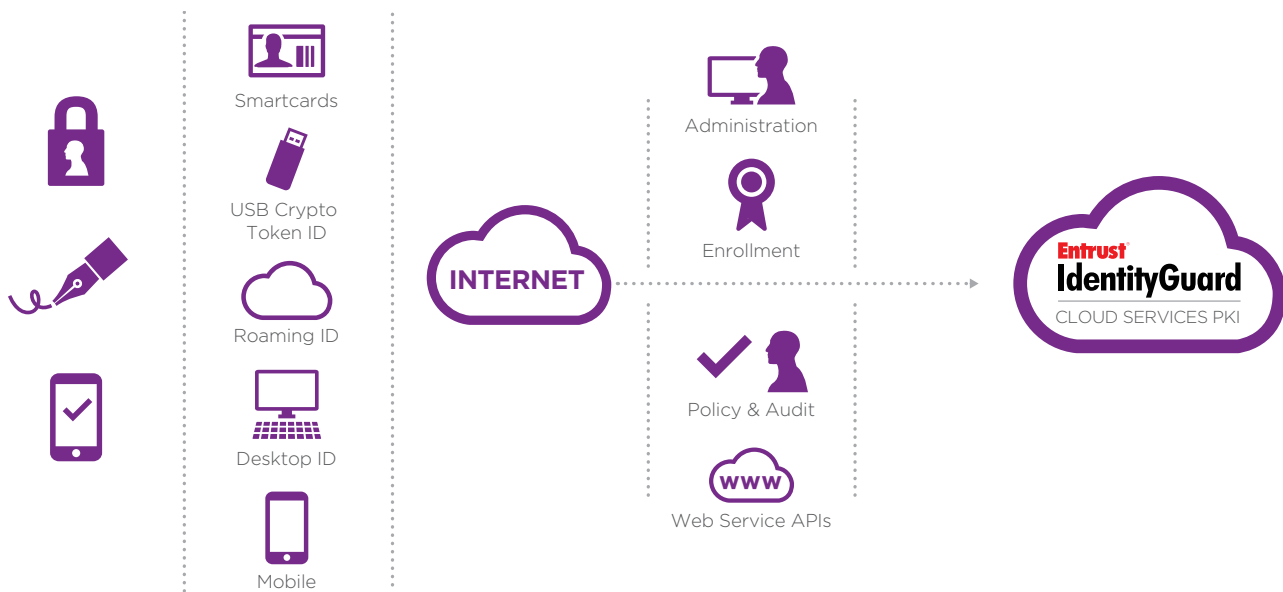 Smartcards
USB Crypto
Token ID
Roaming ID
Desktop ID
Mobile
INTERNET
Administration
Enrollment
Policy & Audit
www
Web Service APIs
Entrust®
IdentityGuard
CLOUD SERVICES PKI